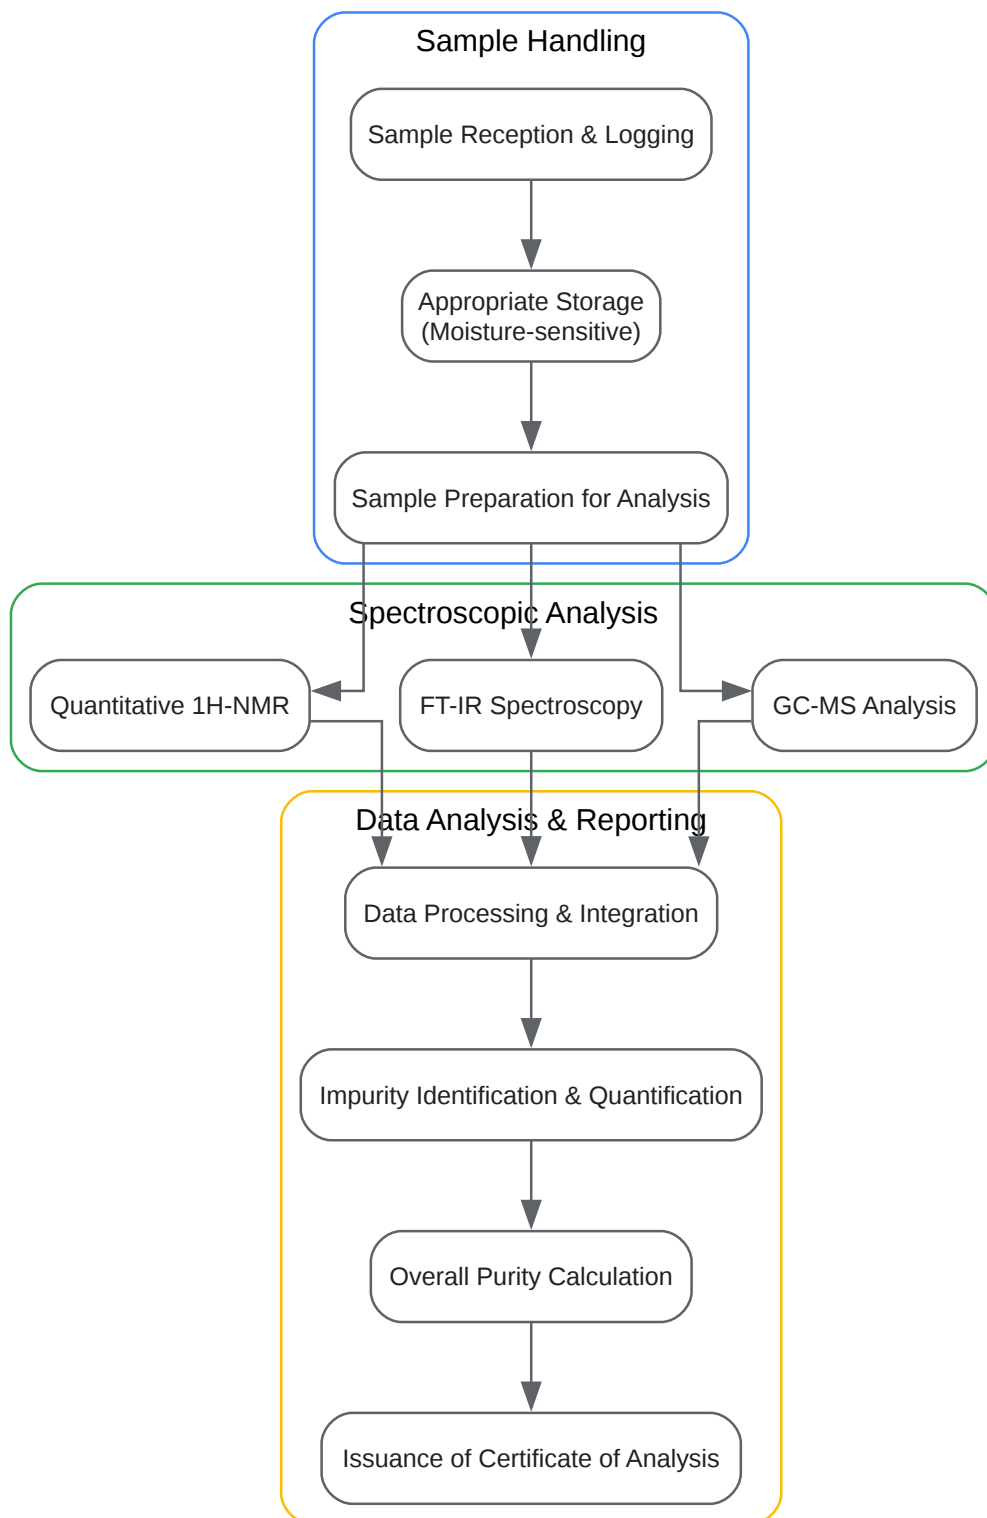 Sample Handling
Sample Reception & Logging
Appropriate Storage
(Moisture-sensitive)
Sample Preparation for Analysis
Spectroscopic Analysis
Quantitative 1H-NMR
FT-IR Spectroscopy
GC-MS Analysis
Data Analysis & Reporting
Data Processing & Integration
Impurity Identification & Quantification
Overall Purity Calculation
Issuance of Certificate of Analysis